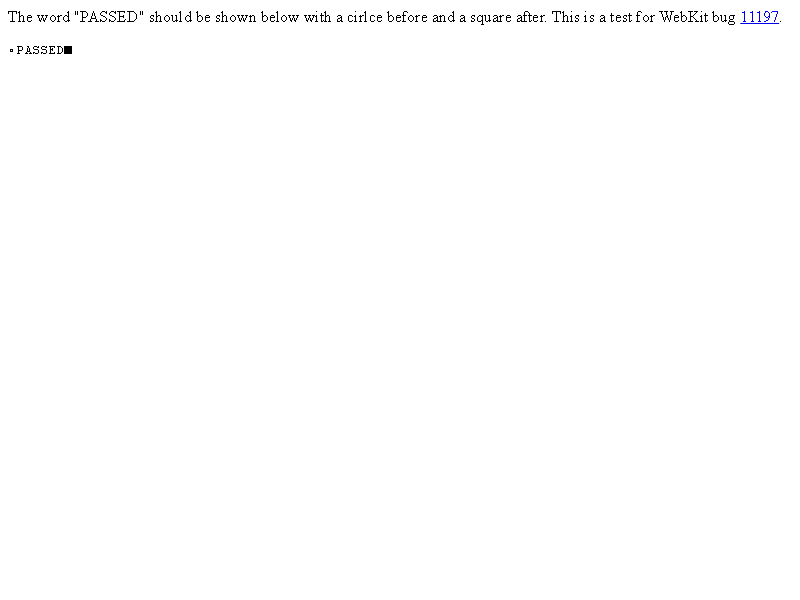 The word "PASSED" should be shown below with a cirlce before and a square after. This is a test for WebKit bug 11197.
◦PASSED■